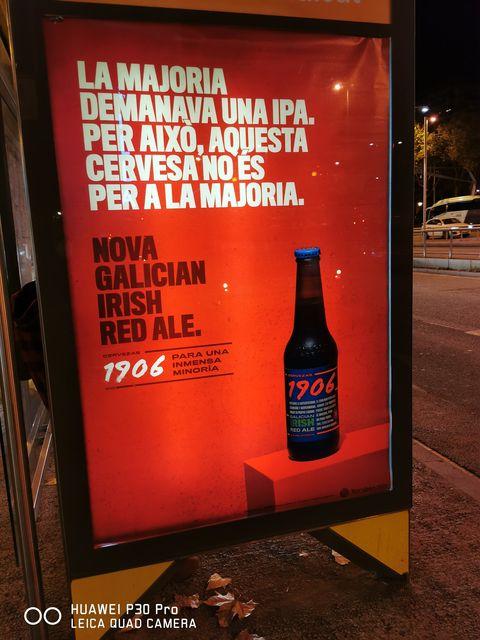 LA MAJORIA
DEMANAVA UNA IPA.
PER AIXÒ, AQUESTA
CERVESA NO ÉS
PER A LA MAJORIA.
NOVA
GALICIAN
IRISH
RED ALE.
CERVEZAS
1906
PARA UNA
INMENSA
MINORÍA
CERVEZAS
1906
GALICIAN
IRISH
RED ALE
HUAWEI P30 Pro
LEICA QUAD CAMERA